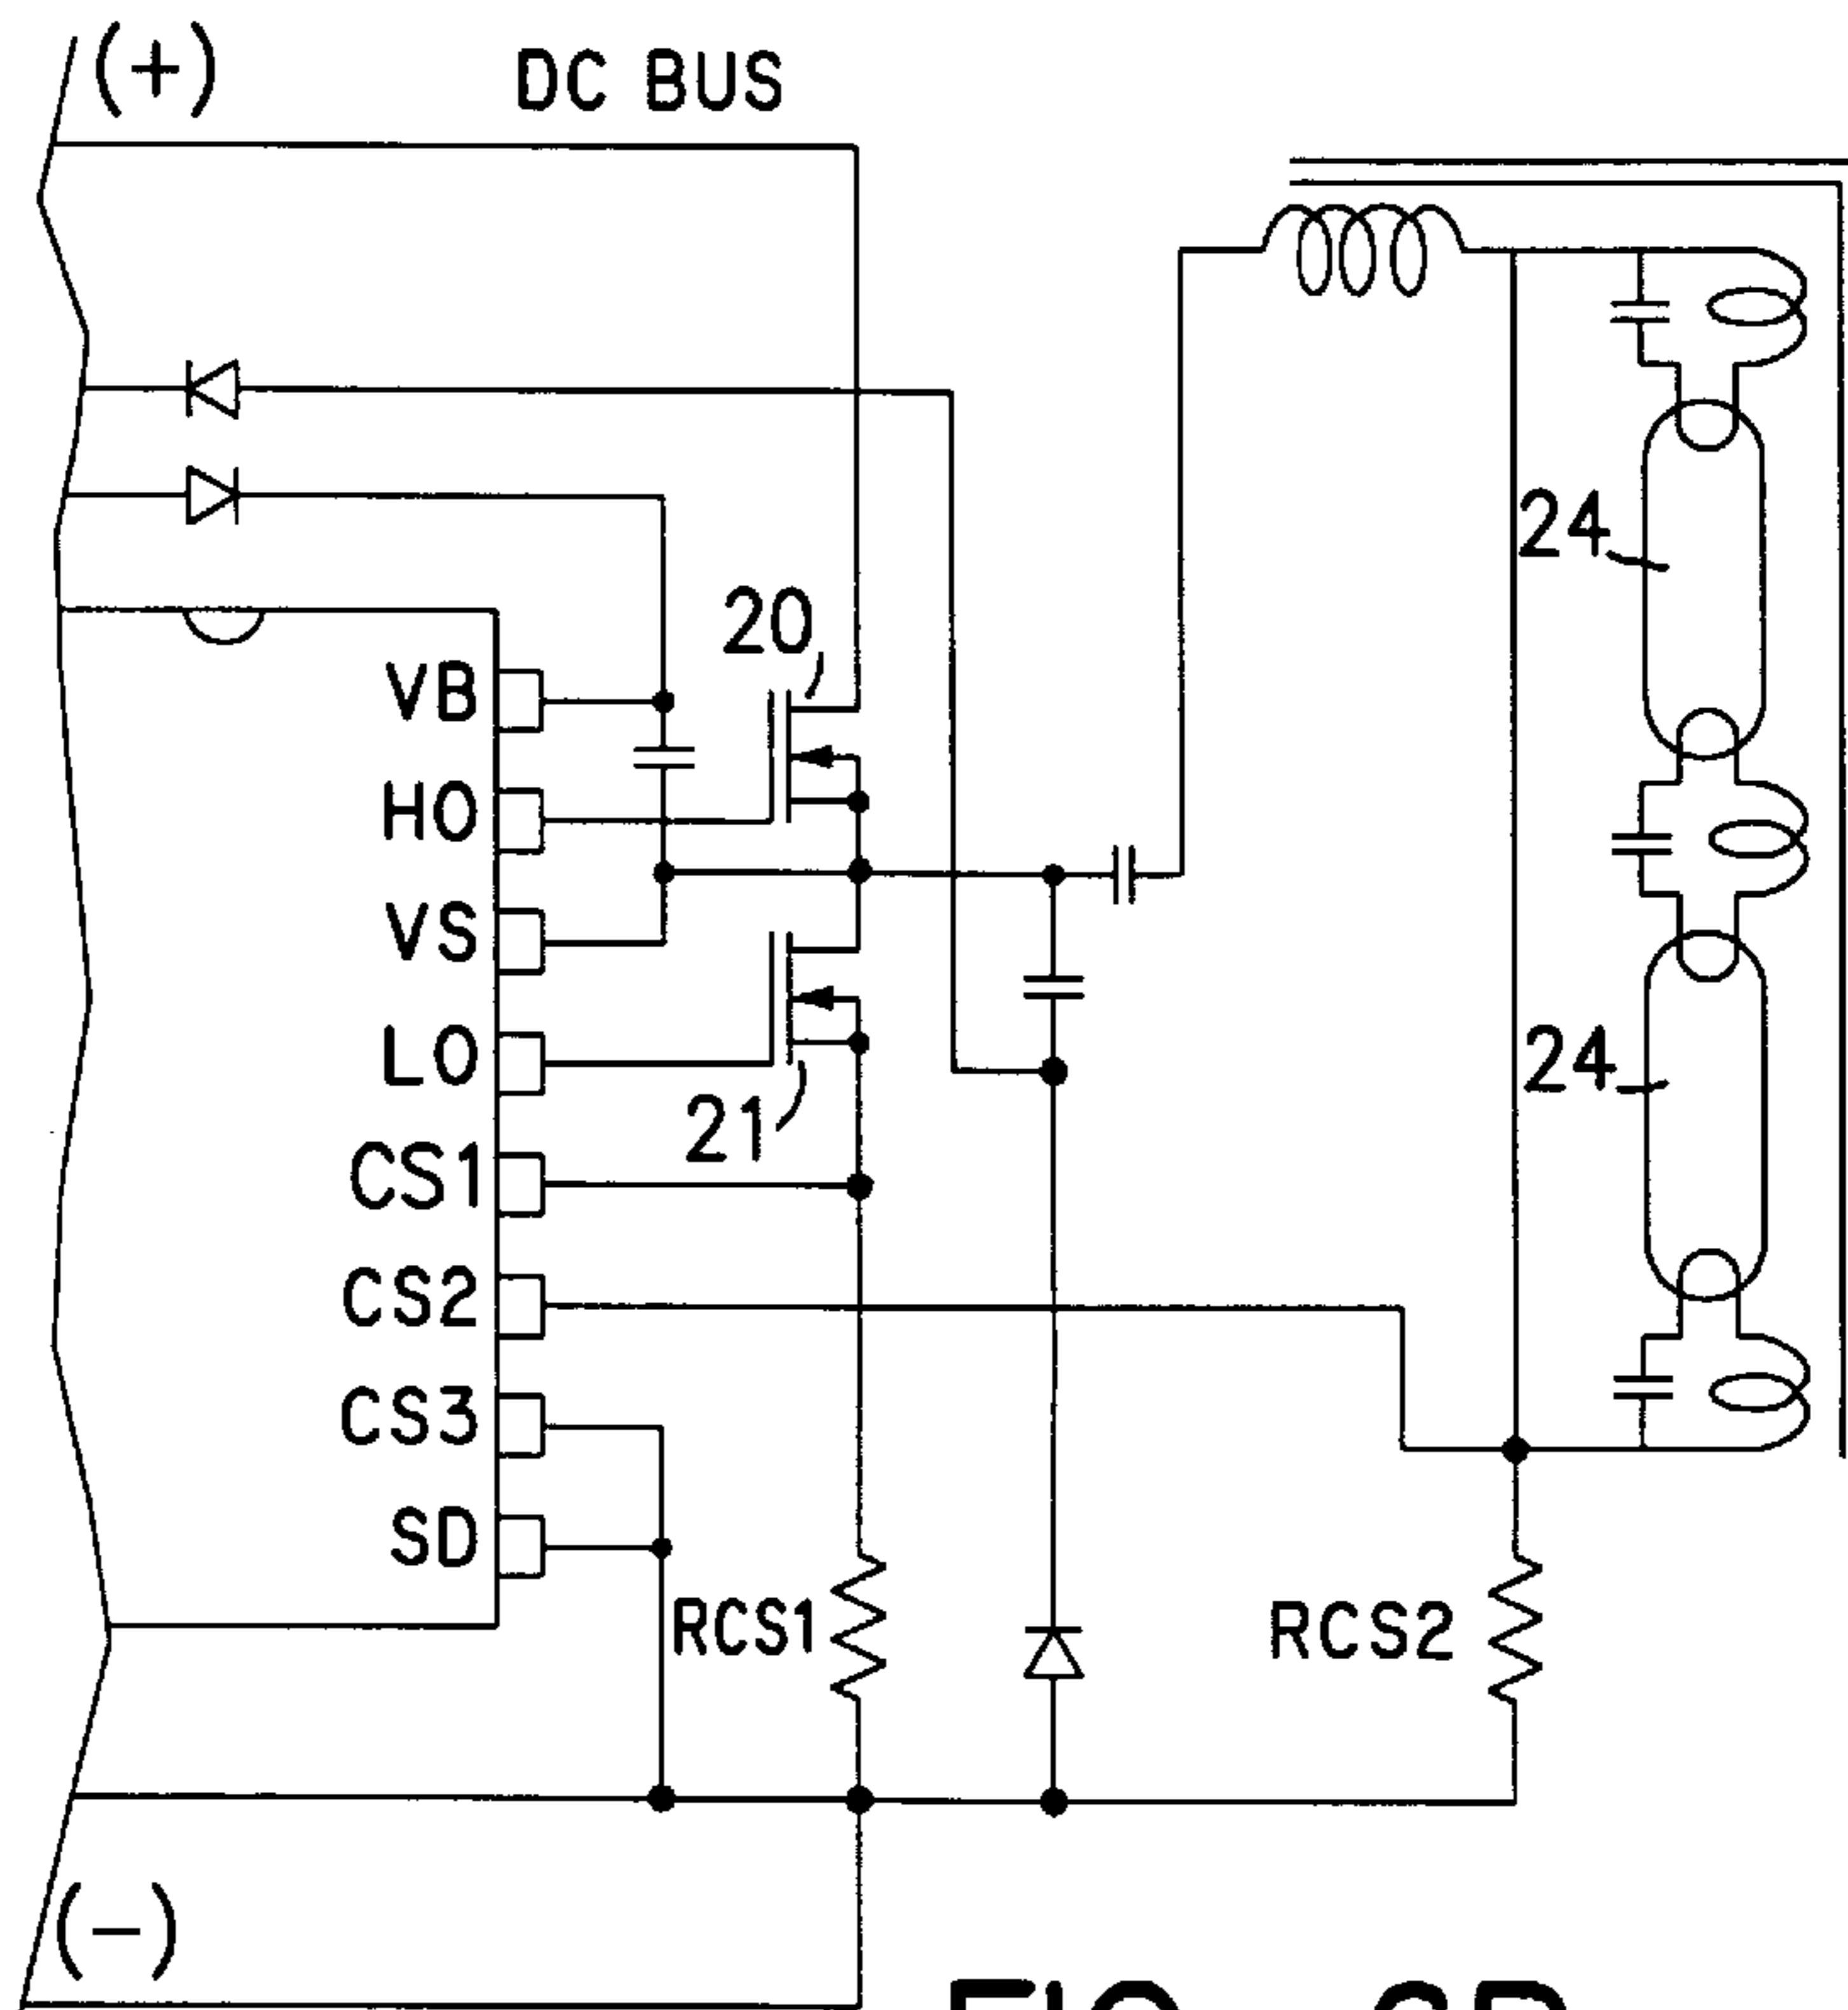 (+)
DC BUS
24
20
VB
HO
VS
LO
24
21
CS1
CS2
CS3
SD
RCS1
RCS2
(−)